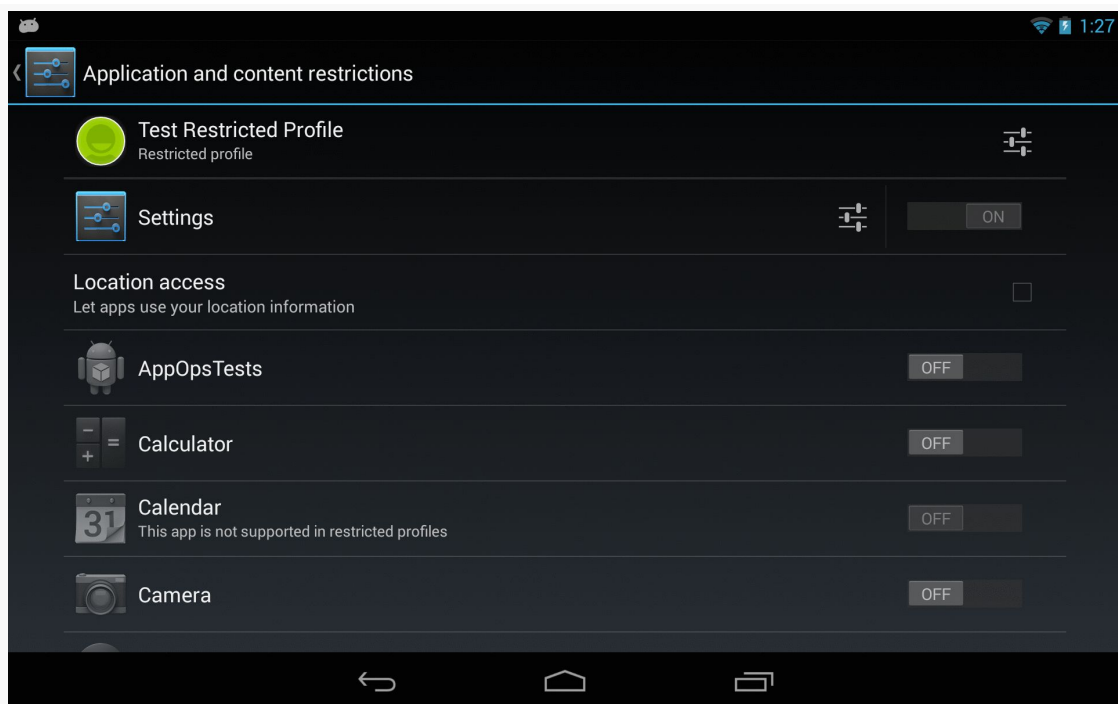 1:27
Application and content restrictions
Test Restricted Profile
Restricted profile
Settings
ON
Location access
Let apps use your location information
AppOpsTests
OFF
Calculator
OFF
31
Calendar
This app is not supported in restricted profiles
OFF
Camera
OFF